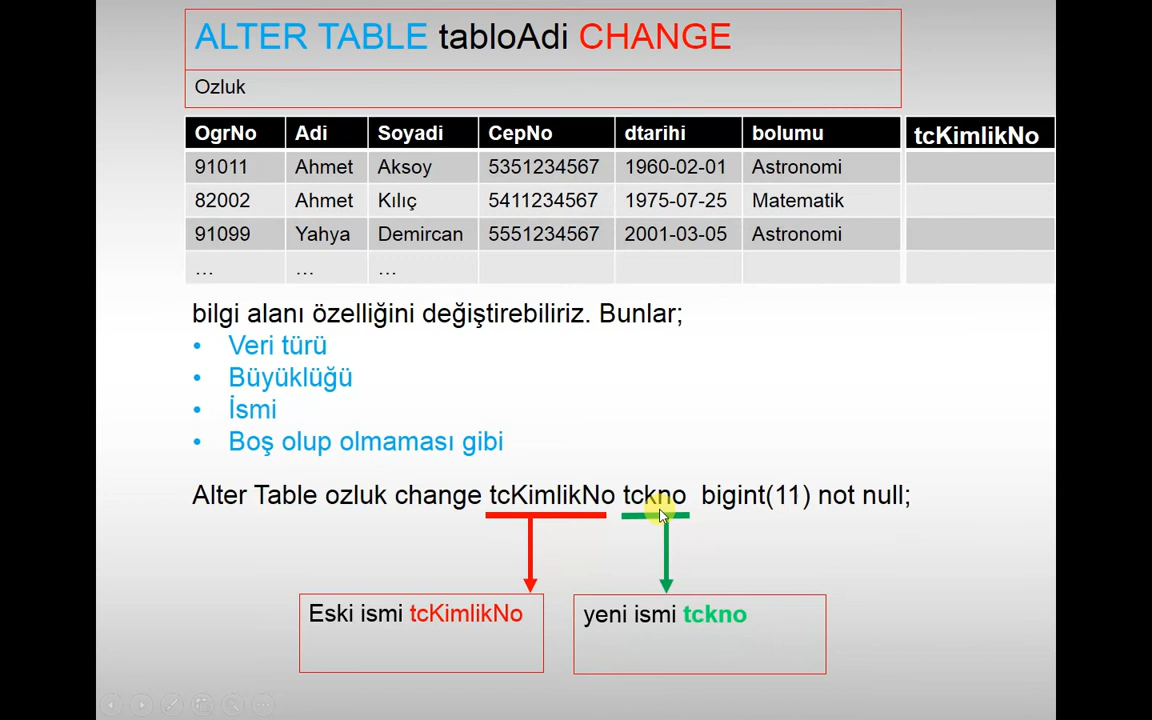 ALTER TABLE tabloAdi CHANGE
Ozluk
OgrNo Adi Soyadi CepNo dtarihi bolumu tcKimlikNo
91011 Ahmet Aksoy 5351234567 1960-02-01 Astronomi
82002 Ahmet Kılıç 5411234567 1975-07-25 Matematik
91099 Yahya Demircan 5551234567 2001-03-05 Astronomi
… … …
bilgi alanı özelliğini değiştirebiliriz. Bunlar;
• Veri türü
• Büyüklüğü
• İsmi
• Boş olup olmaması gibi
Alter Table ozluk change tcKimlikNo tckno bigint(11) not null;
Eski ismi tcKimlikNo
yeni ismi tckno